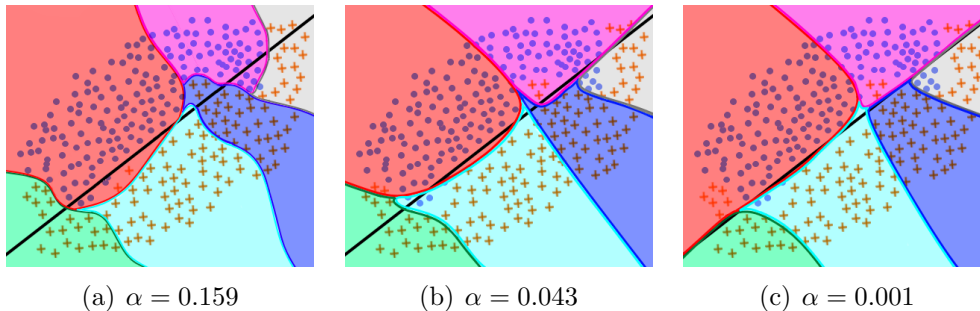 (a) α = 0.159 (b) α = 0.043 (c) α = 0.001